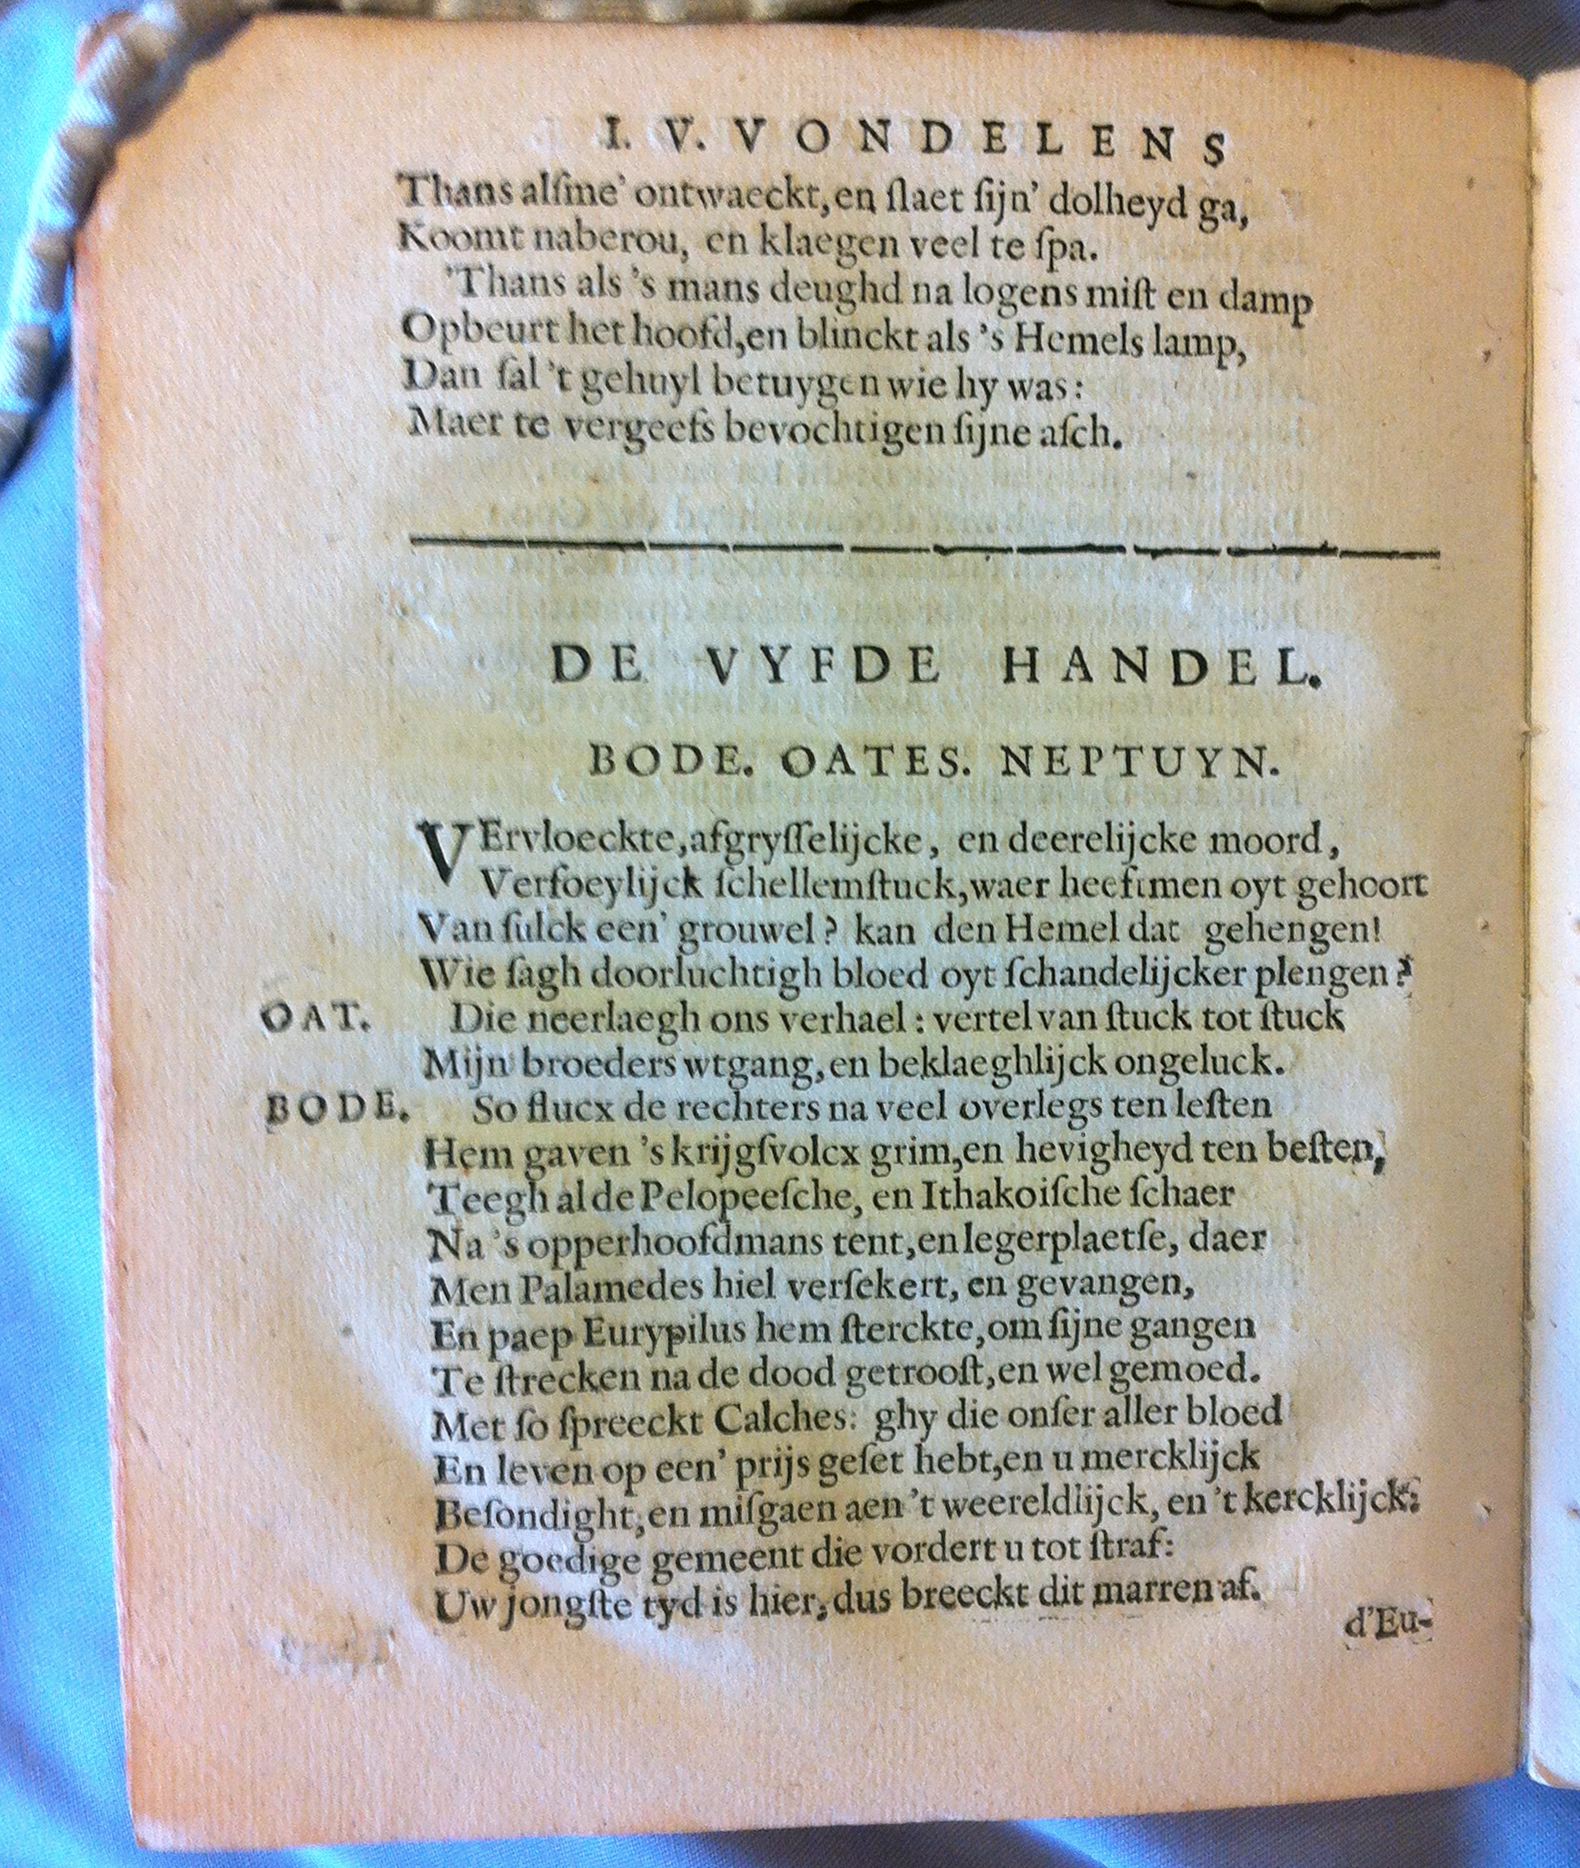 I. V. VONDELENS
Thans alſme' ontwaeckt, en ſlaet ſijn' dolheyd ga,
Koomt naberou, en klaegen veel te ſpa.
'Thans als 's mans deughd na logens miſt en damp
Opbeurt het hoofd, en blinckt als 's Hemels lamp,
Dan ſal 't gehuyl betuygen wie hy was:
Maer te vergeefs bevochtigen ſijne aſch.
DE VYFDE HANDEL.
BODE. OATES. NEPTUYN.
VErvloeckte, afgryſſelijcke, en deerelijcke moord,
Verfoeylijck ſchellemſtuck, waer heeftmen oyt gehoort
Van ſulck een' grouwel? kan den Hemel dat gehengen!
Wie ſagh doorluchtigh bloed oyt ſchandelijcker plengen?
OAT. Die neerlaegh ons verhael: vertel van ſtuck tot ſtuck
Mijn broeders wtgang, en beklaeghlijck ongeluck.
BODE. So flucx de rechters na veel overlegs ten leſten
Hem gaven 's krijgſvolcx grim, en hevigheyd ten beſten,
Teegh al de Pelopeeſche, en Ithakoiſche ſchaer
Na 's opperhoofdmans tent, en legerplaetſe, daer
Men Palamedes hiel verſekert, en gevangen,
En paep Eurypilus hem ſterckte, om ſijne gangen
Te ſtrecken na de dood getrooſt, en wel gemoed.
Met ſo ſpreeckt Calches: ghy die onſer aller bloed
En leven op een' prijs geſet hebt, en u mercklijck
Beſondight, en miſgaen aen 't weereldlijck, en 't kercklijck:
De goedige gemeent die vordert u tot ſtraf:
Uw jongſte tyd is hier, dus breeckt dit marren af.
d'Eu-